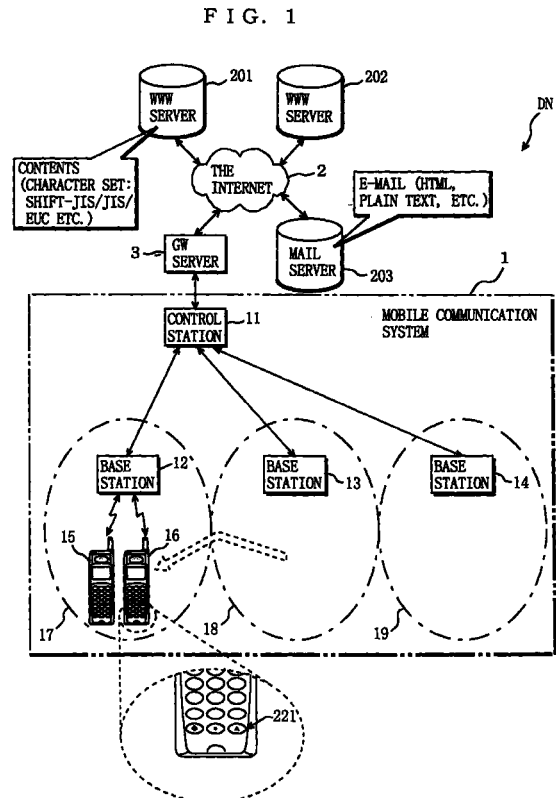 FIG. 1
201
202
WWW
SERVER
WWW
SERVER
DN
CONTENTS
(CHARACTER SET:
SHIFT-JIS/JIS/
EUC ETC.)
THE
INTERNET
2
E-MAIL (HTML,
PLAIN TEXT, ETC.)
3
GW
SERVER
MAIL
SERVER
203
1
CONTROL
STATION
11
MOBILE COMMUNICATION
SYSTEM
BASE
STATION
12
BASE
STATION
13
BASE
STATION
14
15
16
17
18
19
221